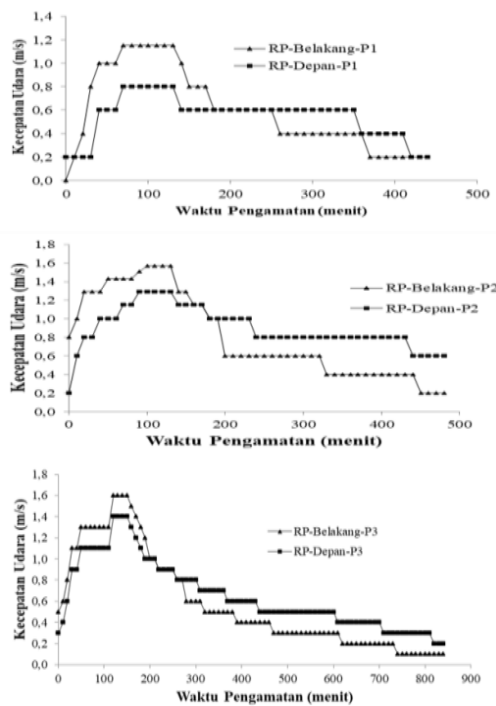 1,4
1,2
1,0
0,8
0,6
0,4
0,2
0,0
Kecepatan Udara (m/s)
RP-Belakang-P1
RP-Depan-P1
0 100 200 300 400 500
Waktu Pengamatan (menit)
1,8
1,6
1,4
1,2
1,0
0,8
0,6
0,4
0,2
0,0
Kecepatan Udara (m/s)
RP-Belakang-P2
RP-Depan-P2
0 100 200 300 400 500
Waktu Pengamatan (menit)
1,8
1,6
1,4
1,2
1,0
0,8
0,6
0,4
0,2
0,0
Kecepatan Udara (m/s)
RP-Belakang-P3
RP-Depan-P3
0 100 200 300 400 500 600 700 800 900
Waktu Pengamatan (menit)